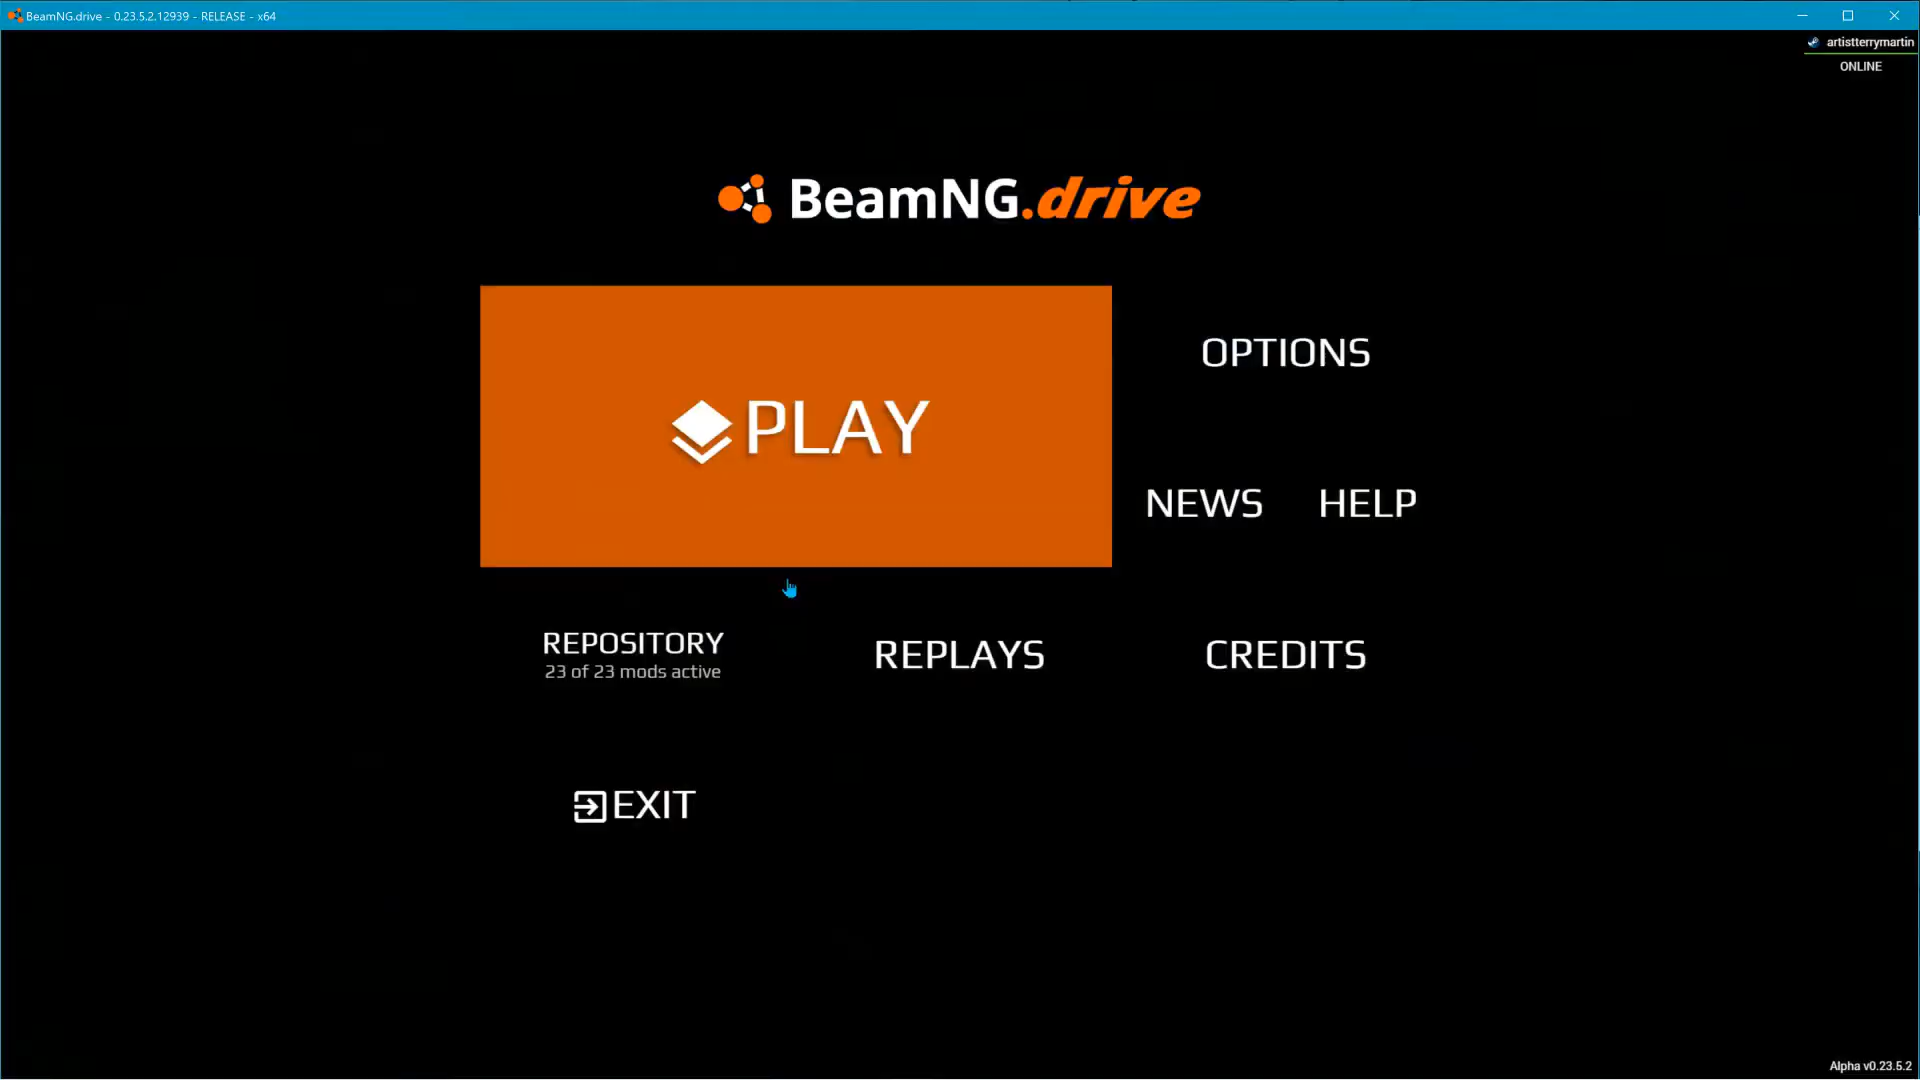 BeamNG.drive - 0.23.5.2.12939 - RELEASE - x64
artistterrymartin
ONLINE
BeamNG.drive
PLAY
OPTIONS
NEWS HELP
REPOSITORY
23 of 23 mods active
REPLAYS
CREDITS
EXIT
Alpha v0.23.5.2